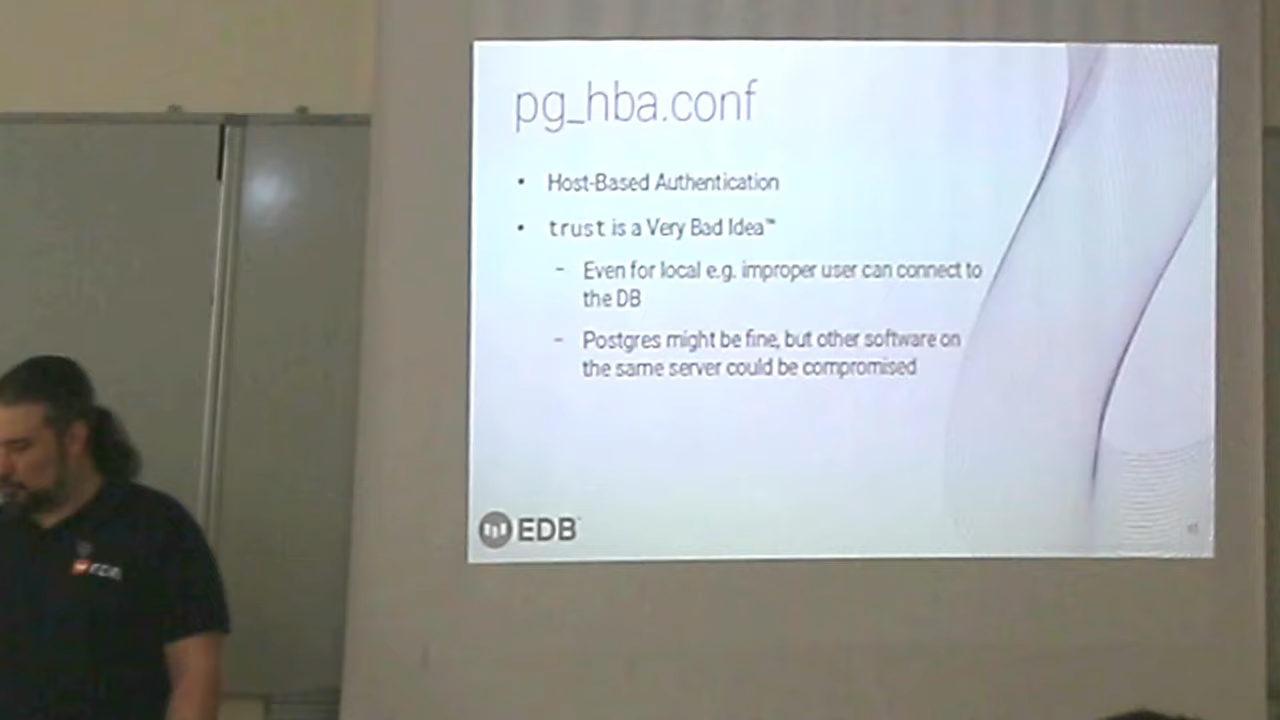 pg_hba.conf
• Host-Based Authentication
• trust is a Very Bad Idea™
– Even for local e.g. improper user can connect to
the DB
– Postgres might be fine, but other software on
the same server could be compromised
EDB